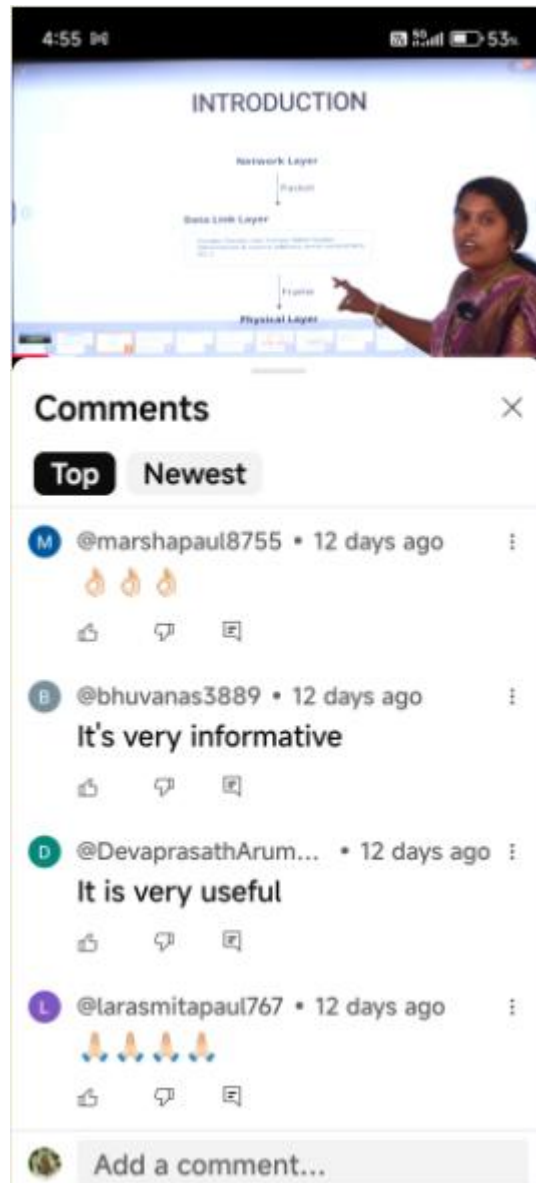 4:55
5G 53%
INTRODUCTION
Network Layer
Packet
Data Link Layer
Frame
Physical Layer
Comments
Top Newest
M @marshapaul8755 • 12 days ago
👌🏻👌🏻👌🏻
B @bhuvanas3889 • 12 days ago
It's very informative
D @DevaprasathArum... • 12 days ago
It is very useful
L @larasmitapaul767 • 12 days ago
🙏🏻🙏🏻🙏🏻🙏🏻
Add a comment...